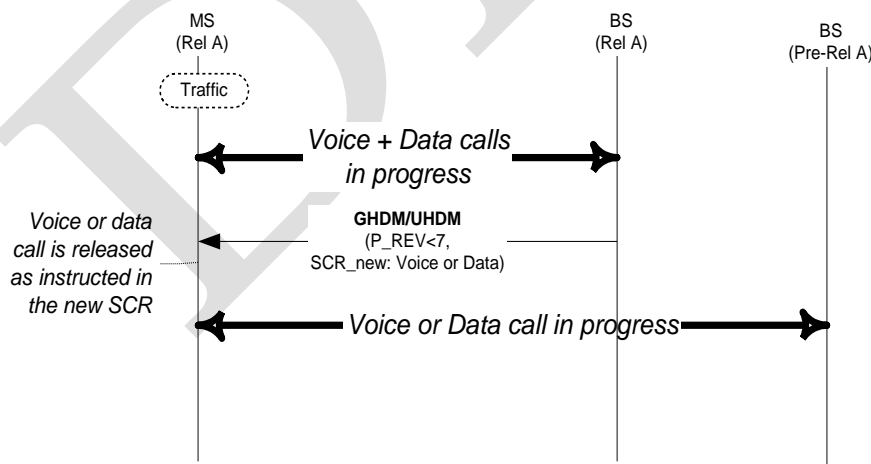 MS
(Rel A)
BS
(Rel A)
BS
(Pre-Rel A)
Traffic
Voice + Data calls
in progress
Voice or data
call is released
as instructed in
the new SCR
GHDM/UHDM
(P_REV<7,
SCR_new: Voice or Data)
Voice or Data call in progress